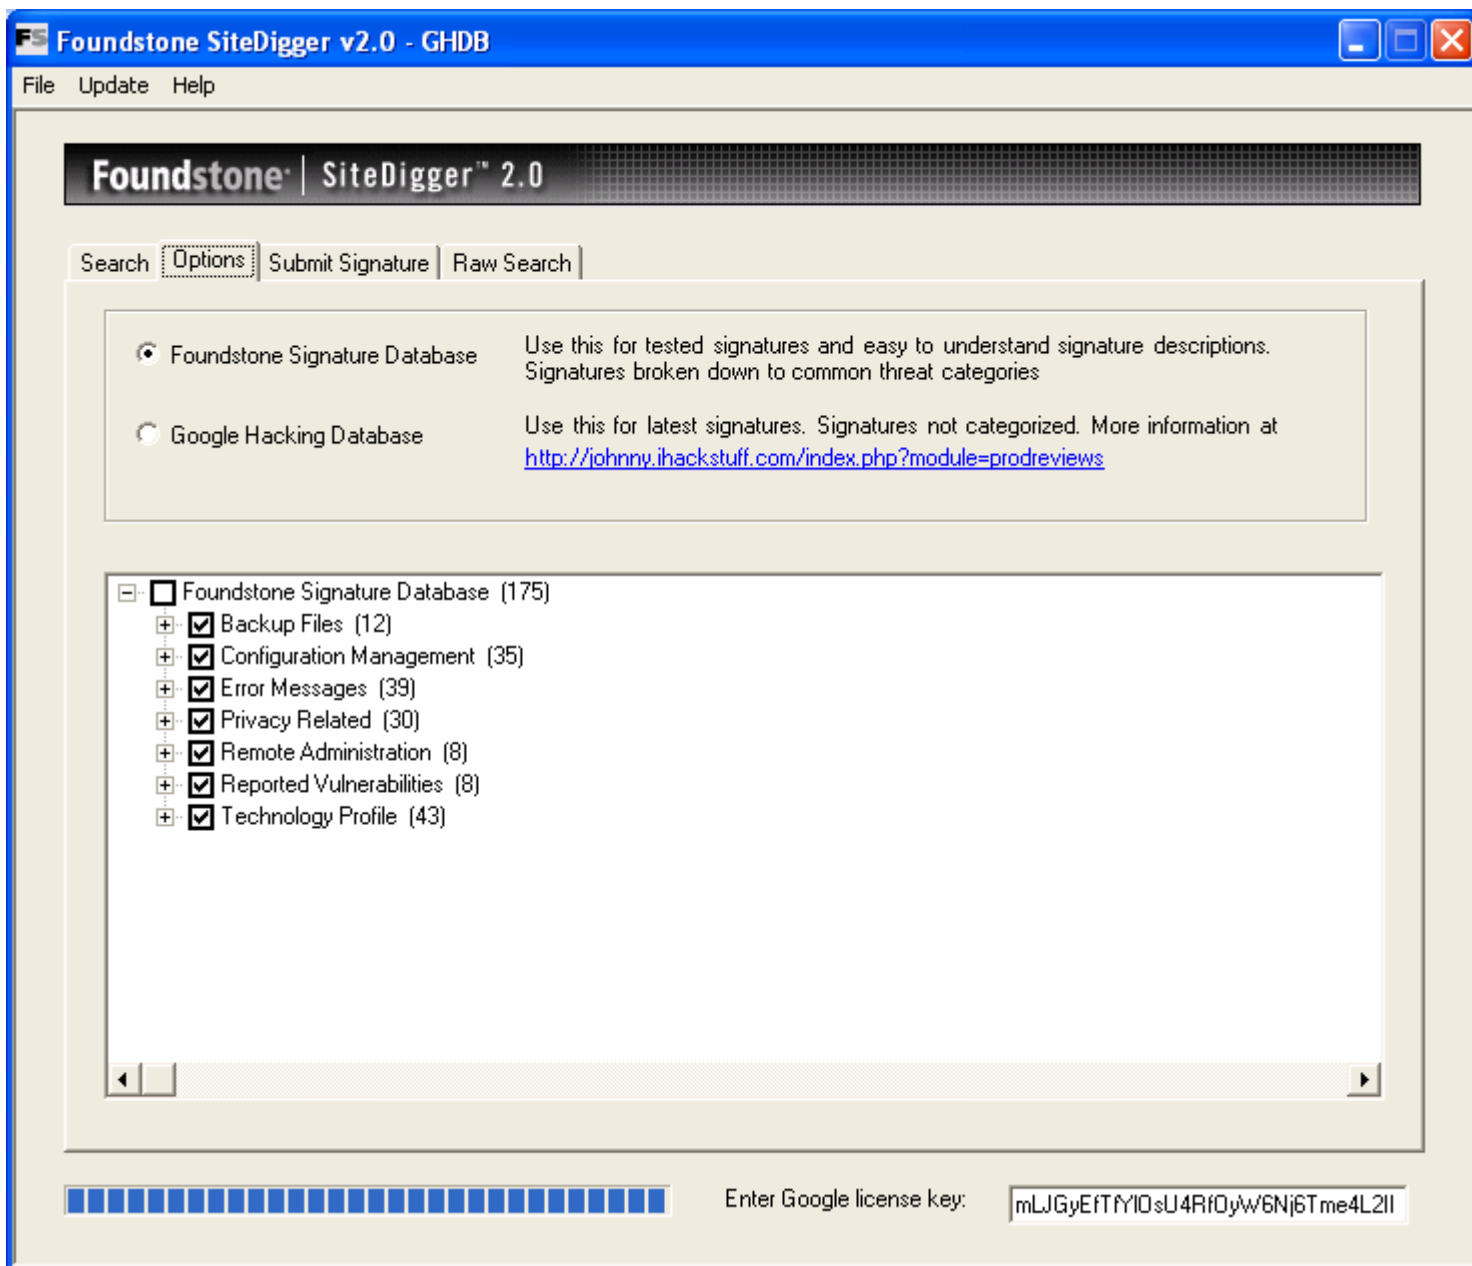 FS Foundstone SiteDigger v2.0 - GHDB
File Update Help
Foundstone | SiteDigger™ 2.0
Search Options Submit Signature Raw Search
Foundstone Signature Database
Use this for tested signatures and easy to understand signature descriptions.
Signatures broken down to common threat categories
Google Hacking Database
Use this for latest signatures. Signatures not categorized. More information at
http://johnny.ihackstuff.com/index.php?module=prodreviews
Foundstone Signature Database (175)
Backup Files (12)
Configuration Management (35)
Error Messages (39)
Privacy Related (30)
Remote Administration (8)
Reported Vulnerabilities (8)
Technology Profile (43)
Enter Google license key: